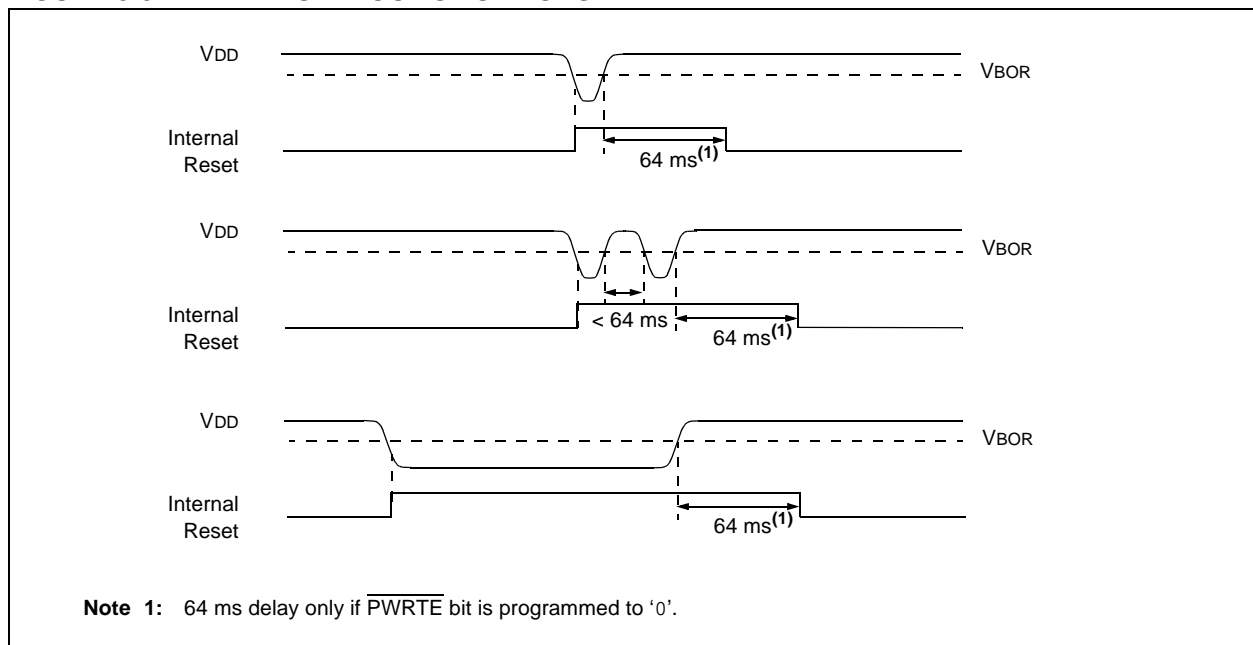 VDD
VBOR
Internal
Reset
64 ms(1)
VDD
VBOR
Internal
Reset
< 64 ms
64 ms(1)
VDD
VBOR
Internal
Reset
64 ms(1)
Note 1: 64 ms delay only if PWRTE bit is programmed to ‘0’.